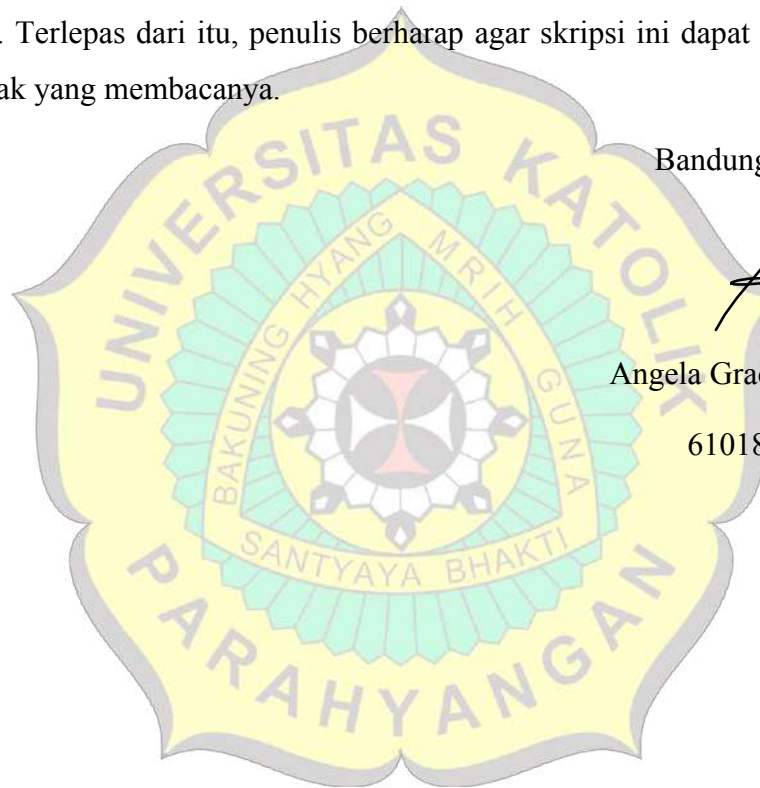 . Terlepas dari itu, penulis berharap agar skripsi ini dapat
ak yang membacanya.
Bandung
Angela Grac
61018
UNIVERSITAS KATOLIK
BAKUNING HYANG MRIH GUNA
SANTYAYA BHAKTI
PARAHYANGAN